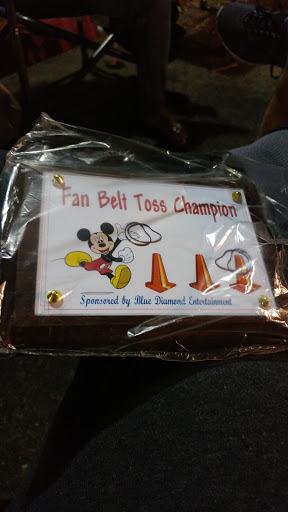 Fan Belt Toss Champion
Sponsored by Blue Diamond Entertainment